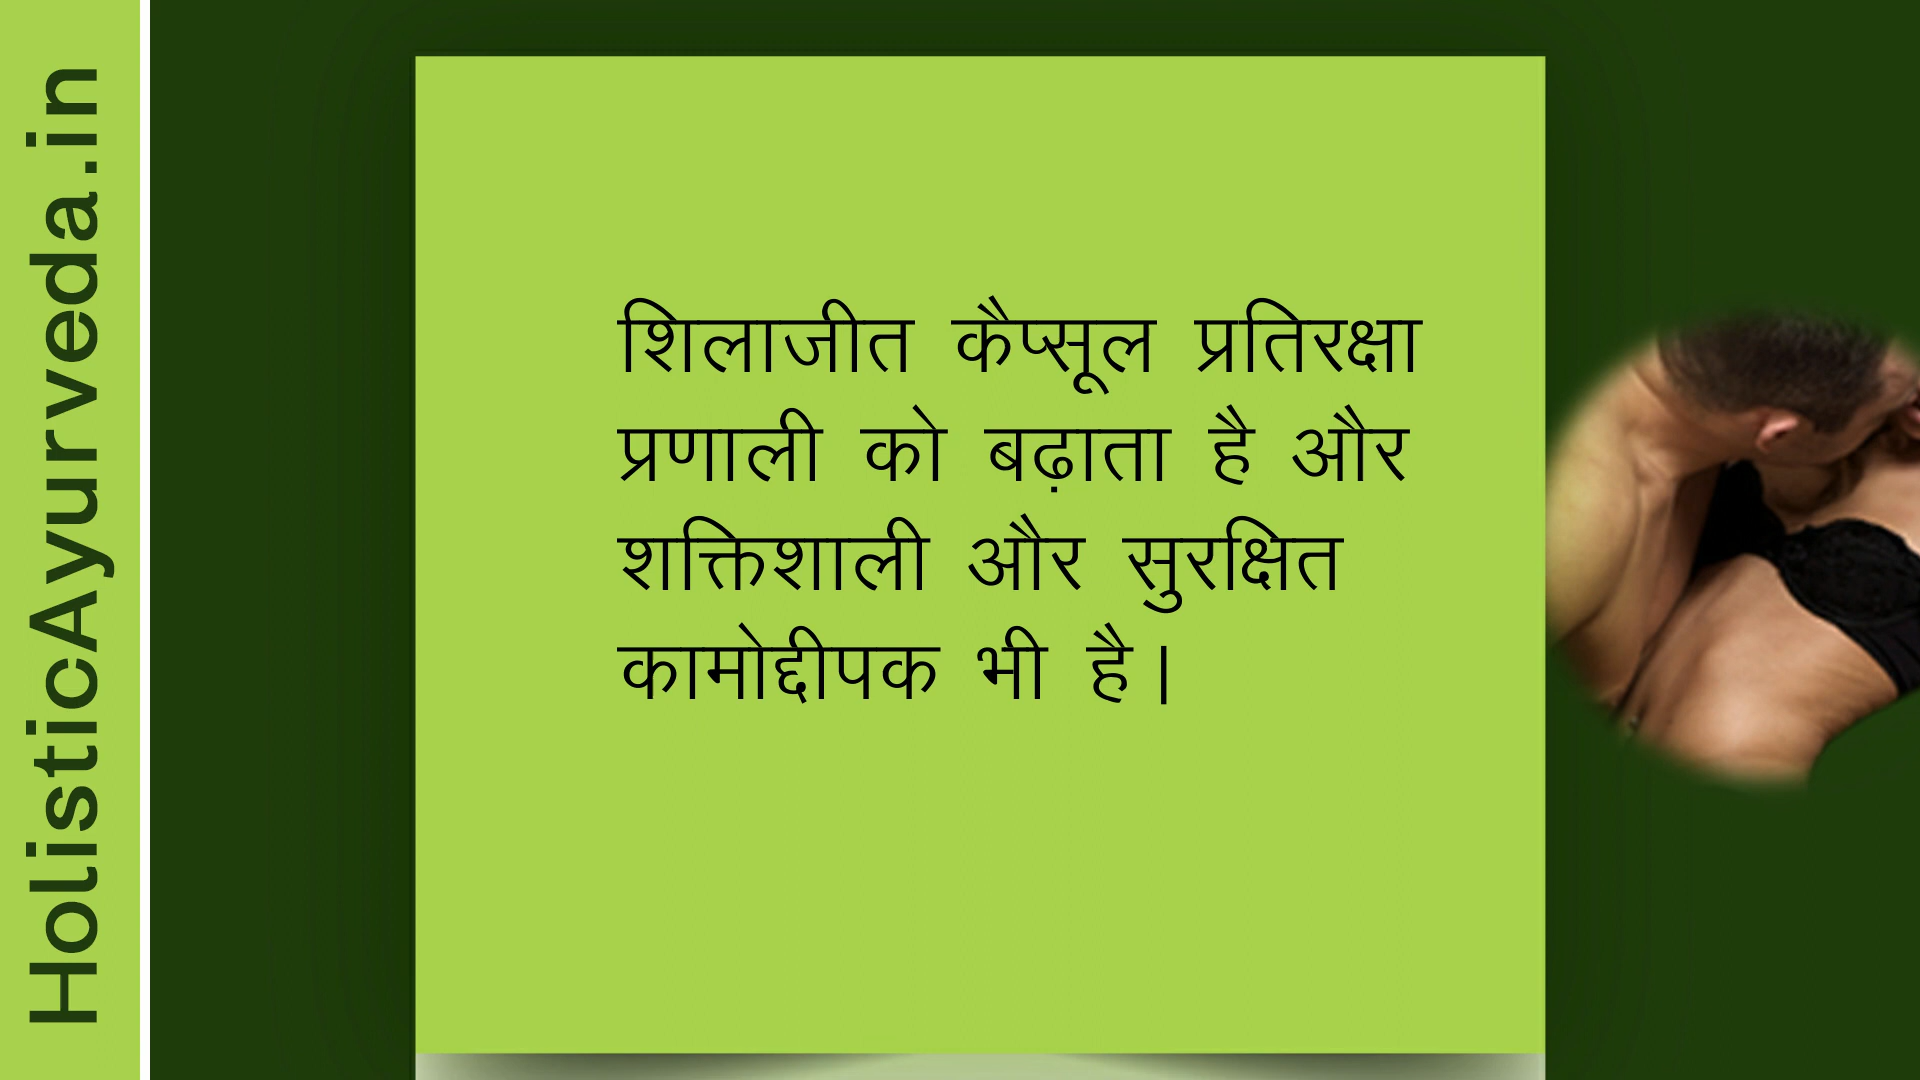 HolisticAyurveda.in
शिलाजीत कैप्सूल प्रतिरक्षा
प्रणाली को बढ़ाता है और
शक्तिशाली और सुरक्षित
कामोद्दीपक भी है।